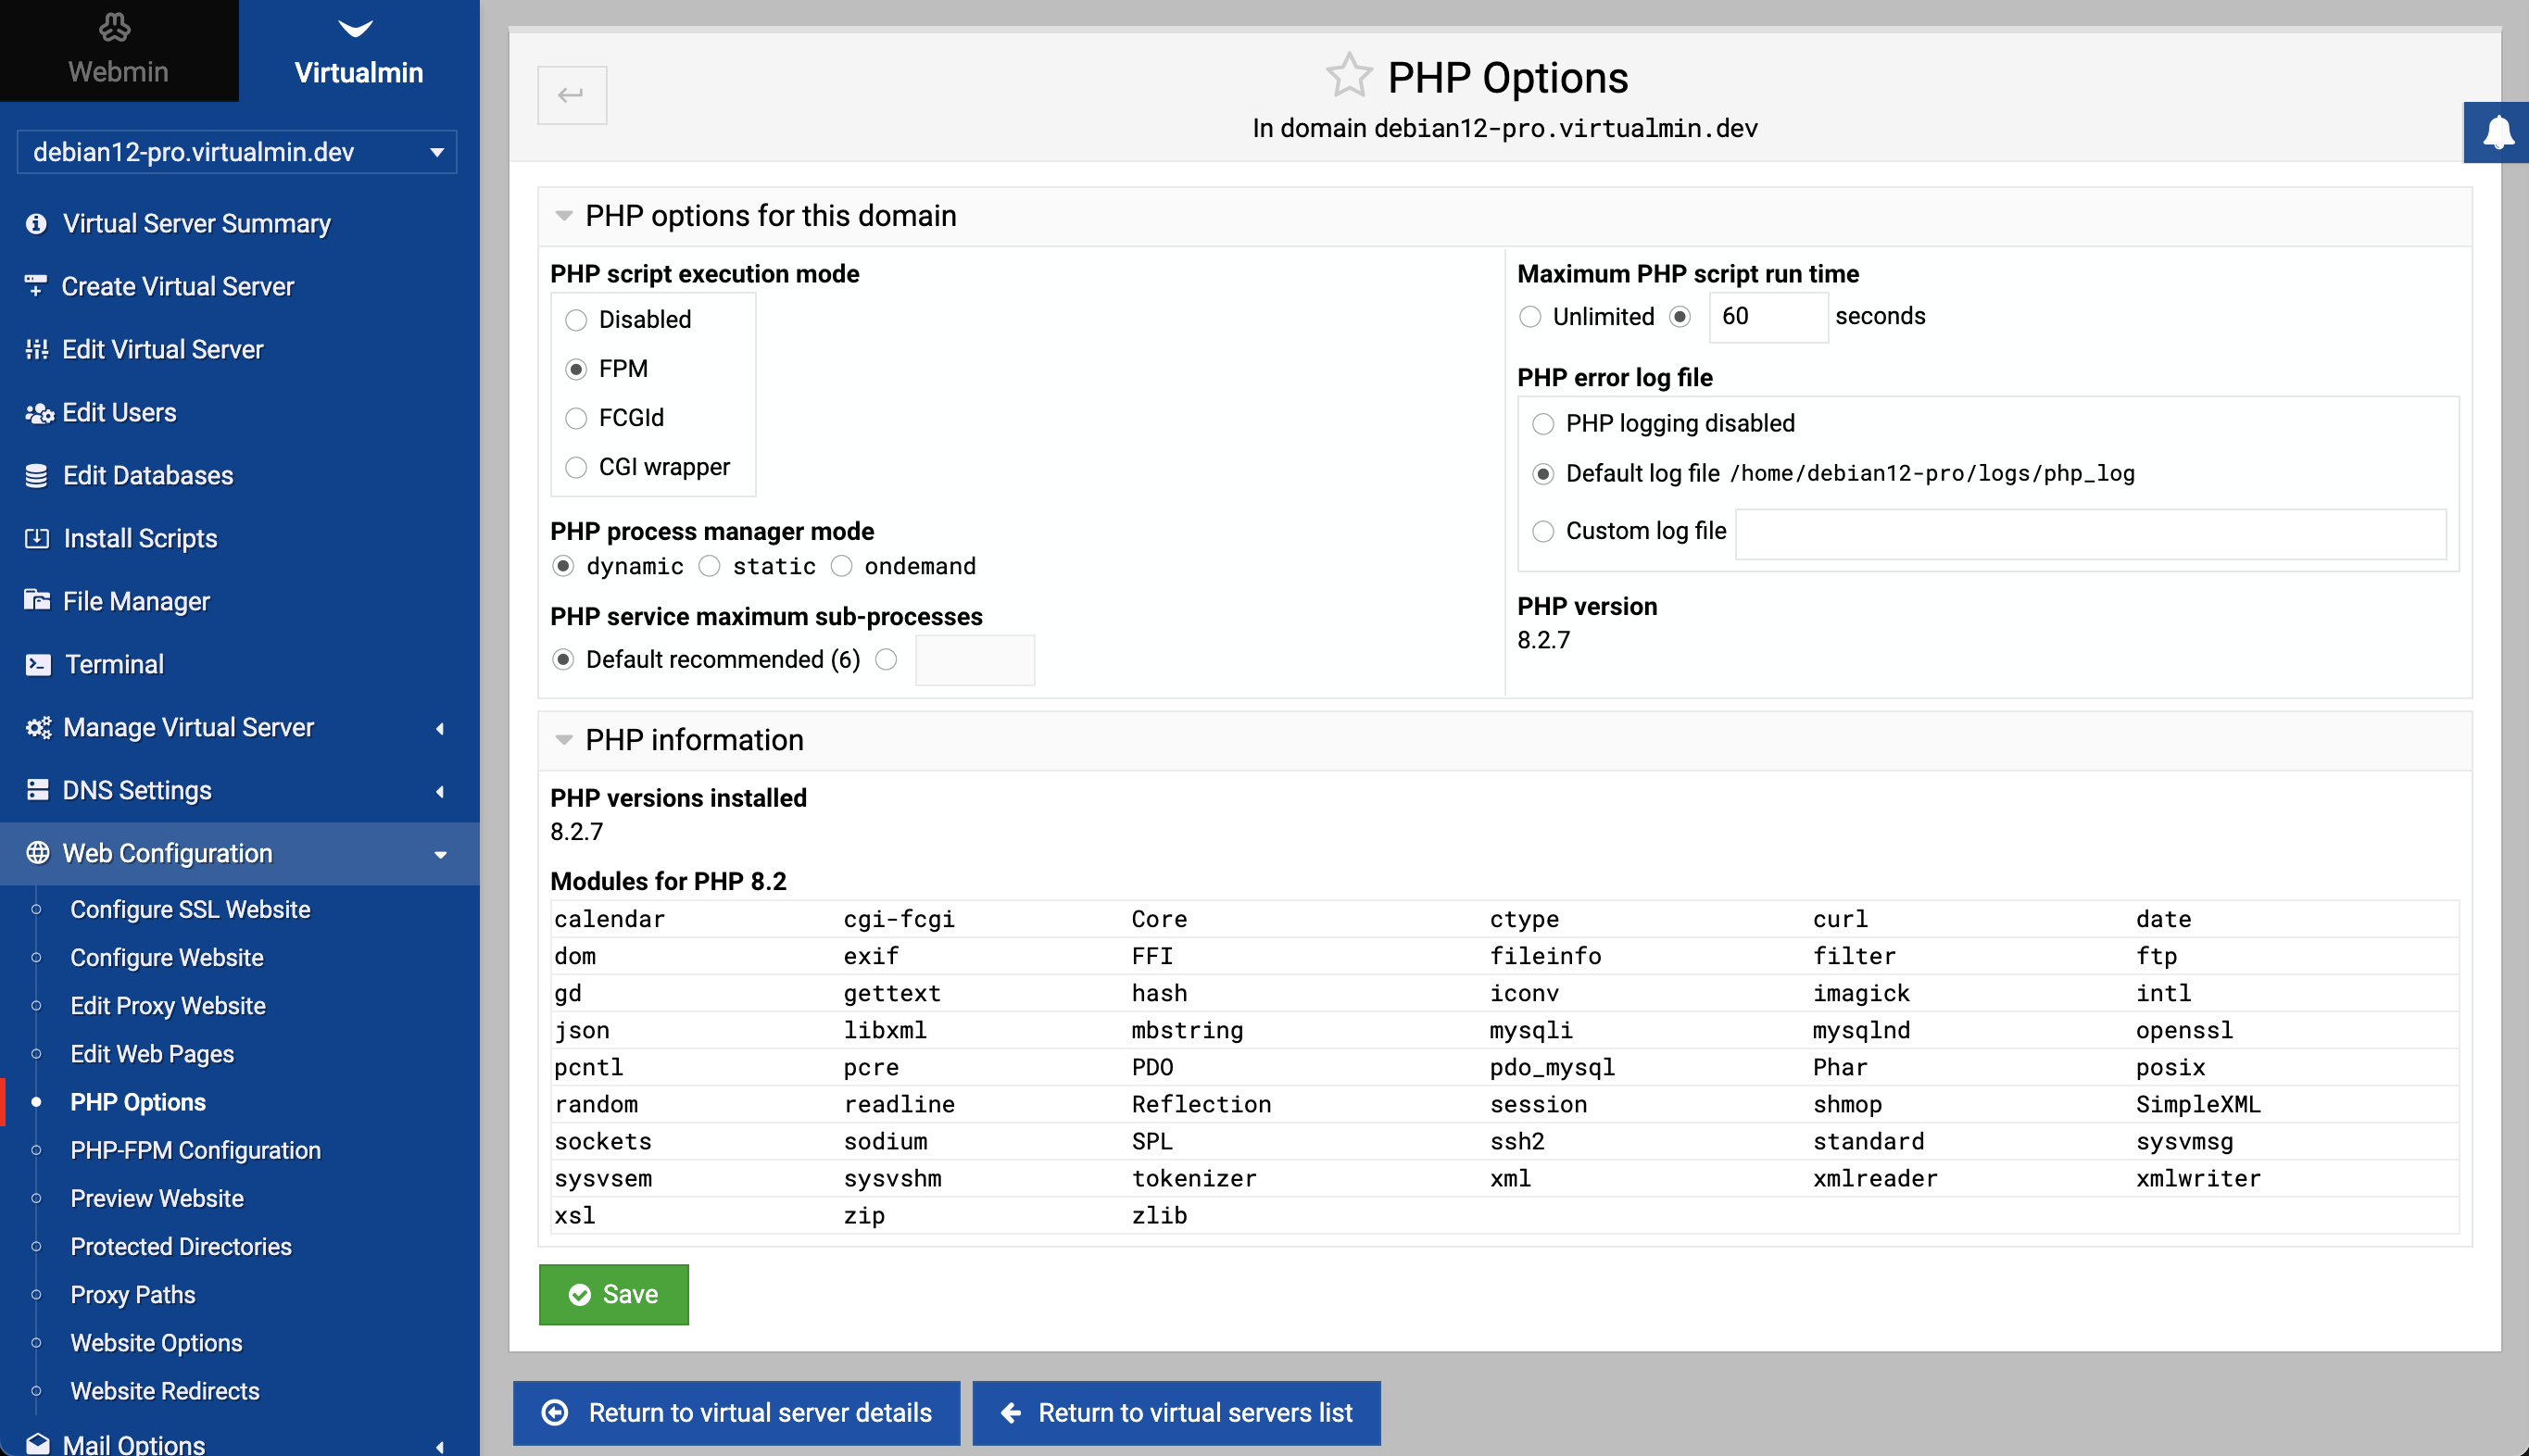 Webmin
Virtualmin
debian12-pro.virtualmin.dev
Virtual Server Summary
Create Virtual Server
Edit Virtual Server
Edit Users
Edit Databases
Install Scripts
File Manager
Terminal
Manage Virtual Server
DNS Settings
Web Configuration
Configure SSL Website
Configure Website
Edit Proxy Website
Edit Web Pages
PHP Options
PHP-FPM Configuration
Preview Website
Protected Directories
Proxy Paths
Website Options
Website Redirects
Mail Options
PHP Options
In domain debian12-pro.virtualmin.dev
PHP options for this domain
PHP script execution mode
Disabled
FPM
FCGId
CGI wrapper
PHP process manager mode
dynamic static ondemand
PHP service maximum sub-processes
Default recommended (6)
Maximum PHP script run time
Unlimited 60 seconds
PHP error log file
PHP logging disabled
Default log file /home/debian12-pro/logs/php_log
Custom log file
PHP version
8.2.7
PHP information
PHP versions installed
8.2.7
Modules for PHP 8.2
calendar cgi-fcgi Core ctype curl date
dom exif FFI fileinfo filter ftp
gd gettext hash iconv imagick intl
json libxml mbstring mysqli mysqlnd openssl
pcntl pcre PDO pdo_mysql Phar posix
random readline Reflection session shmop SimpleXML
sockets sodium SPL ssh2 standard sysvmsg
sysvsem sysvshm tokenizer xml xmlreader xmlwriter
xsl zip zlib
Save
Return to virtual server details
Return to virtual servers list